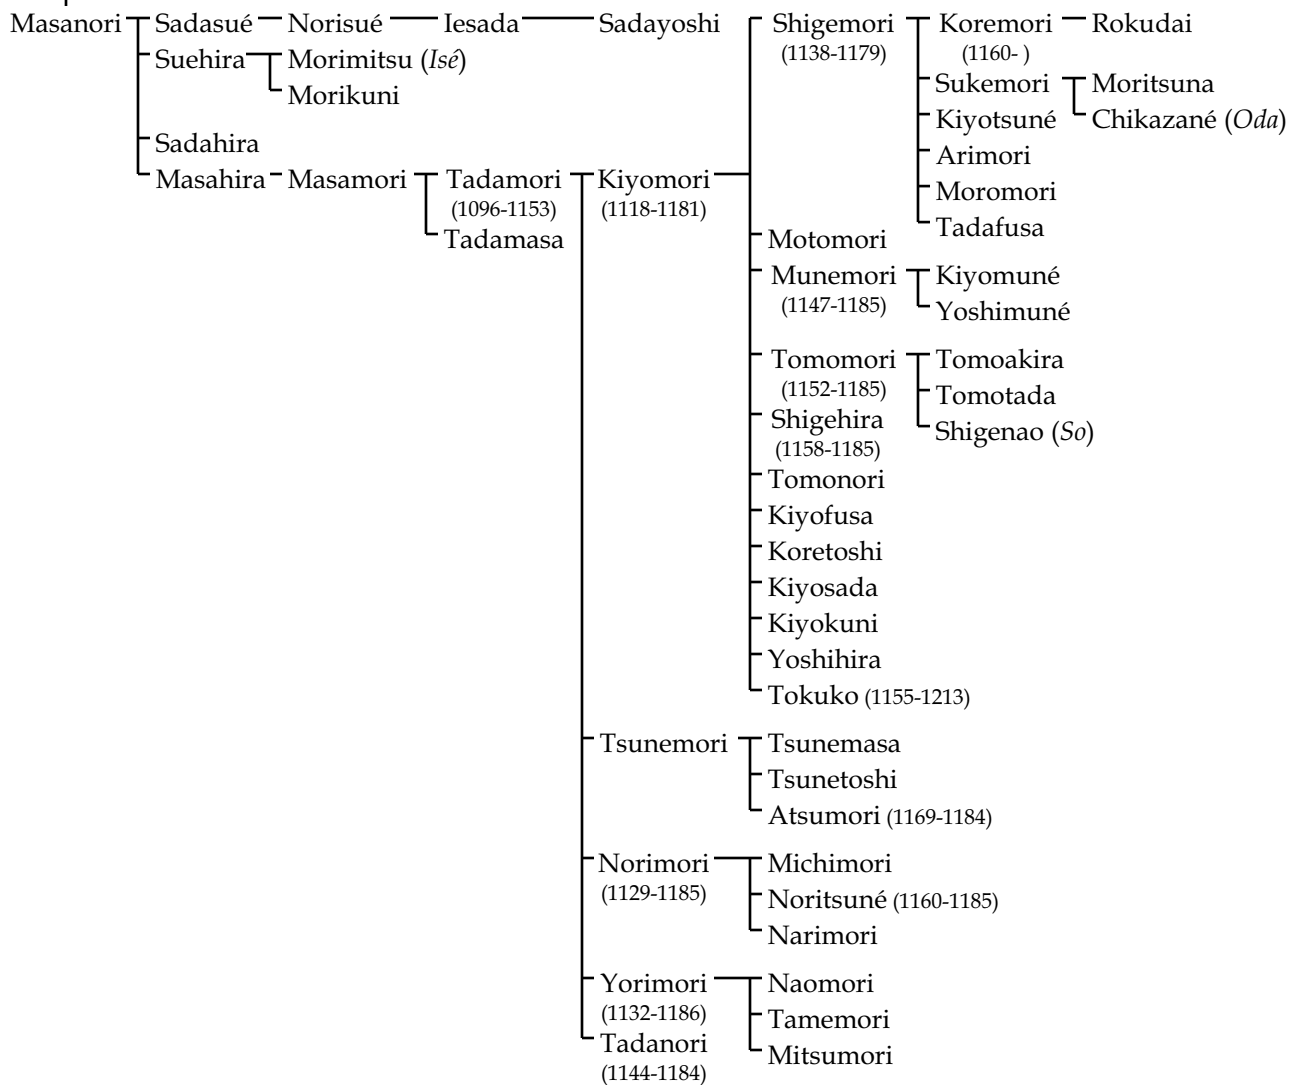 Masanori Sadasué Norisué Iesada Sadayoshi Shigemori Koremori Rokudai
(1138-1179) (1160- )
Suehira Morimitsu (Isé)
Sukemori Moritsuna
Morikuni
Kiyotsuné Chikazané (Oda)
Sadahira
Arimori
Masahira Masamori Tadamori Kiyomori
Moromori
(1096-1153) (1118-1181)
Tadafusa
Tadamasa
Motomori
Munemori Kiyomuné
(1147-1185)
Yoshimuné
Tomomori Tomoakira
(1152-1185)
Tomotada
Shigehira
Shigenao (So)
(1158-1185)
Tomonori
Kiyofusa
Koretoshi
Kiyosada
Kiyokuni
Yoshihira
Tokuko (1155-1213)
Tsunemori Tsunemasa
Tsunetoshi
Atsumori (1169-1184)
Norimori Michimori
(1129-1185)
Noritsuné (1160-1185)
Narimori
Yorimori Naomori
(1132-1186)
Tamemori
Tadanori
Mitsumori
(1144-1184)